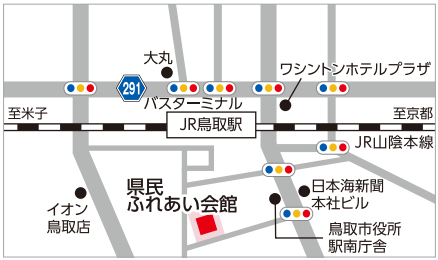 大丸
ワシントンホテルプラザ
291
バスターミナル
至米子
至京都
JR鳥取駅
JR山陰本線
県民
ふれあい会館
イオン
鳥取店
日本海新聞
本社ビル
鳥取市役所
駅南庁舎